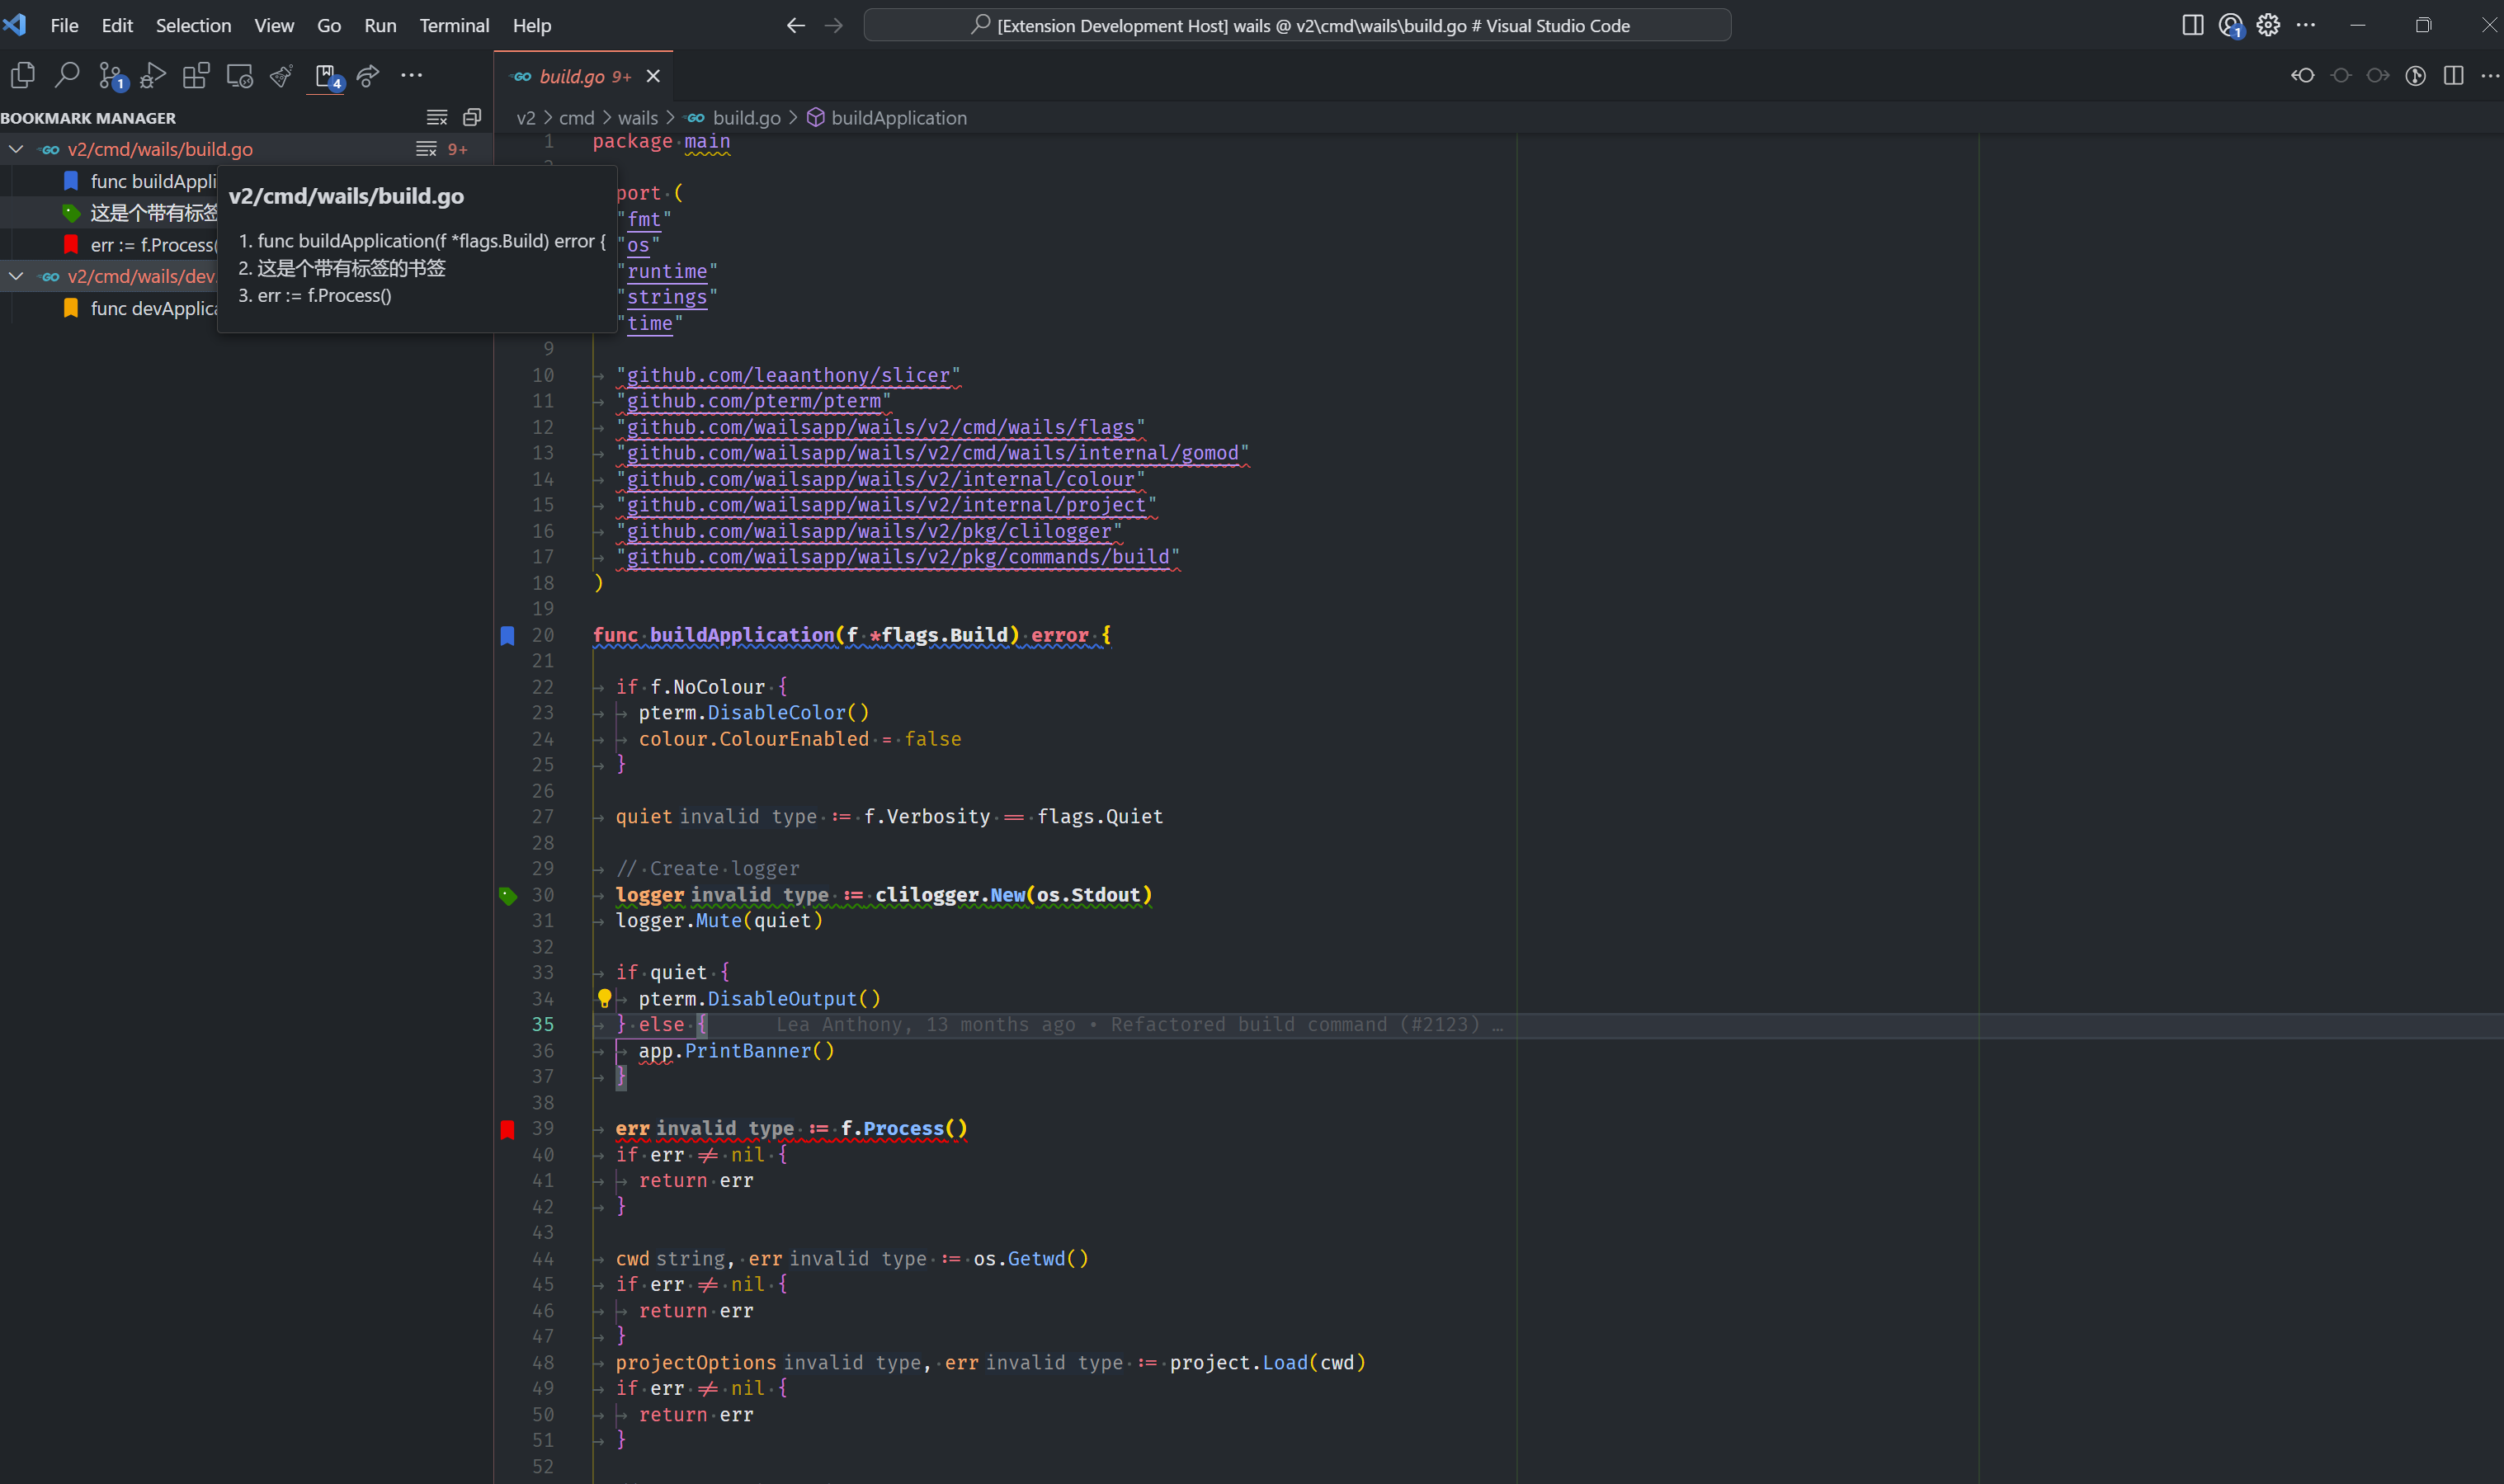 File Edit Selection View Go Run Terminal Help
[Extension Development Host] wails @ v2\cmd\wails\build.go # Visual Studio Code
1
1
4
build.go 9+
BOOKMARK MANAGER
v2 > cmd > wails > build.go > buildApplication
v2/cmd/wails/build.go 9+
func buildAppli
这是个带有标签
err := f.Process(
v2/cmd/wails/dev.
func devApplica
v2/cmd/wails/build.go
1. func buildApplication(f *flags.Build) error {
2. 这是个带有标签的书签
3. err := f.Process()
1 package main
port (
"fmt"
"os"
"runtime"
"strings"
"time"
9
10 "github.com/leaanthony/slicer"
11 "github.com/pterm/pterm"
12 "github.com/wailsapp/wails/v2/cmd/wails/flags"
13 "github.com/wailsapp/wails/v2/cmd/wails/internal/gomod"
14 "github.com/wailsapp/wails/v2/internal/colour"
15 "github.com/wailsapp/wails/v2/internal/project"
16 "github.com/wailsapp/wails/v2/pkg/clilogger"
17 "github.com/wailsapp/wails/v2/pkg/commands/build"
18 )
19
20 func buildApplication(f *flags.Build) error {
21
22 if f.NoColour {
23 pterm.DisableColor()
24 colour.ColourEnabled = false
25 }
26
27 quiet invalid type := f.Verbosity == flags.Quiet
28
29 // Create logger
30 logger invalid type := clilogger.New(os.Stdout)
31 logger.Mute(quiet)
32
33 if quiet {
34 pterm.DisableOutput()
35 } else { Lea Anthony, 13 months ago • Refactored build command (#2123) …
36 app.PrintBanner()
37 }
38
39 err invalid type := f.Process()
40 if err != nil {
41 return err
42 }
43
44 cwd string, err invalid type := os.Getwd()
45 if err != nil {
46 return err
47 }
48 projectOptions invalid type, err invalid type := project.Load(cwd)
49 if err != nil {
50 return err
51 }
52